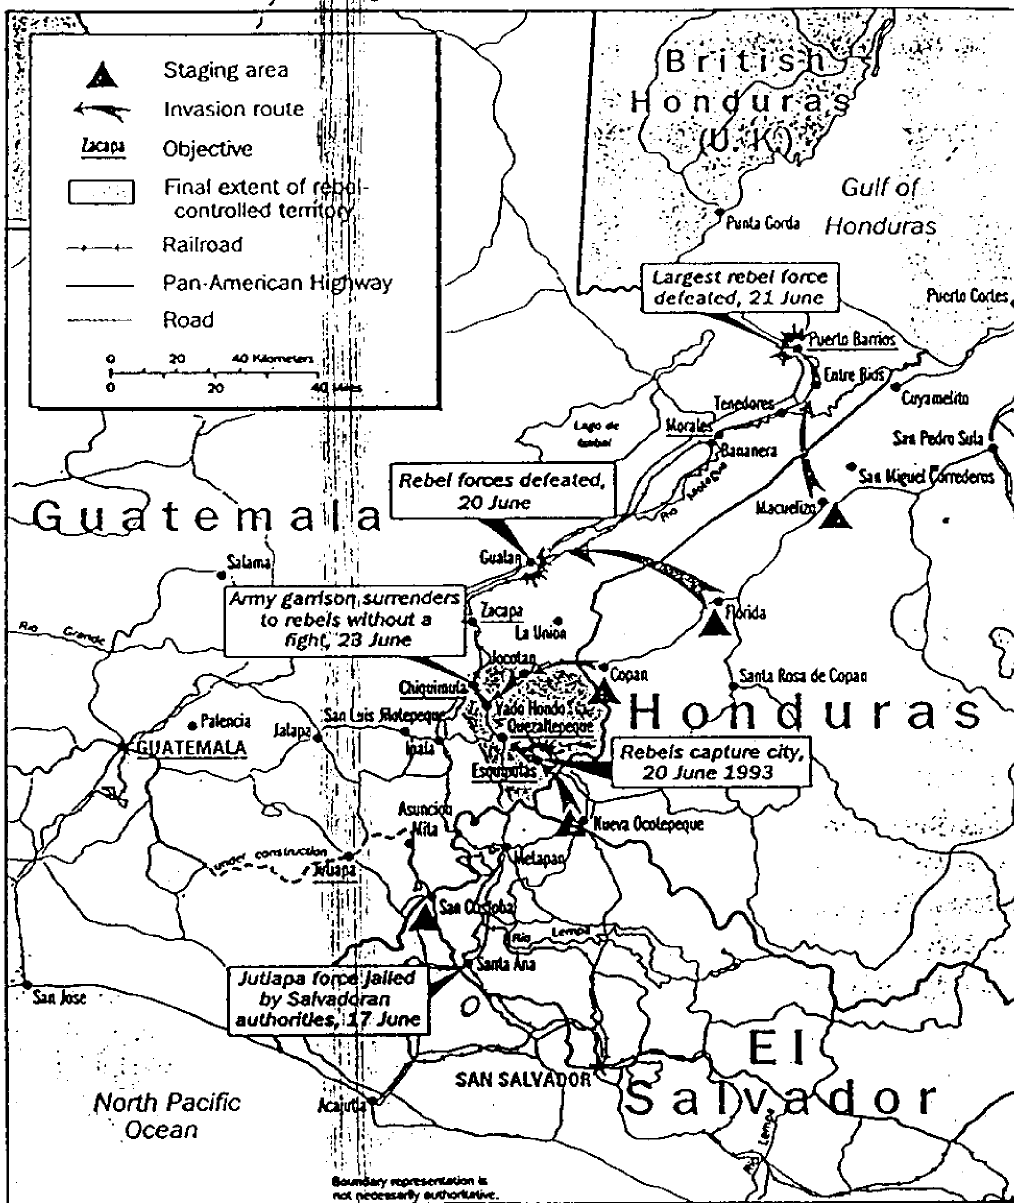 Staging area
Invasion route
Zacapa
Objective
Final extent of rebel-
controlled territory
Railroad
Pan-American Highway
Road
0 20 40 Kilometers
0 20 40 Miles
British
Honduras
(U.K.)
Gulf of
Honduras
Punta Gorda
Largest rebel force
defeated, 21 June
Puerto Cortes
Puerto Barrios
Entre Rios
Cuyamelito
Tenedores
Morales
Bananera
Lago de
Izabal
San Pedro Sula
San Miguel Correderos
Rio Motagua
Macuelizo
Rebel forces defeated,
20 June
Guatemala
Gualan
Salama
Army garrison surrenders
to rebels without a
fight, 23 June
Rio Grande
Zacapa
La Union
Florida
Jocotan
Copan
Santa Rosa de Copan
Chiquimula
Honduras
Vado Hondo
Quezaltepeque
San Luis Jilotepeque
Palencia
Jalapa
Ipala
GUATEMALA
Esquipulas
Rebels capture city,
20 June 1993
Asuncion
Mita
Nueva Ocotepeque
under construction
Jutiapa
Metapan
San Cristobal
Rio Lempa
Santa Ana
Jutiapa force jailed
by Salvadoran
authorities, 17 June
San Jose
SAN SALVADOR
El
Salvador
Acajutla
North Pacific
Ocean
Rio Lempa
Boundary representation is
not necessarily authoritative.